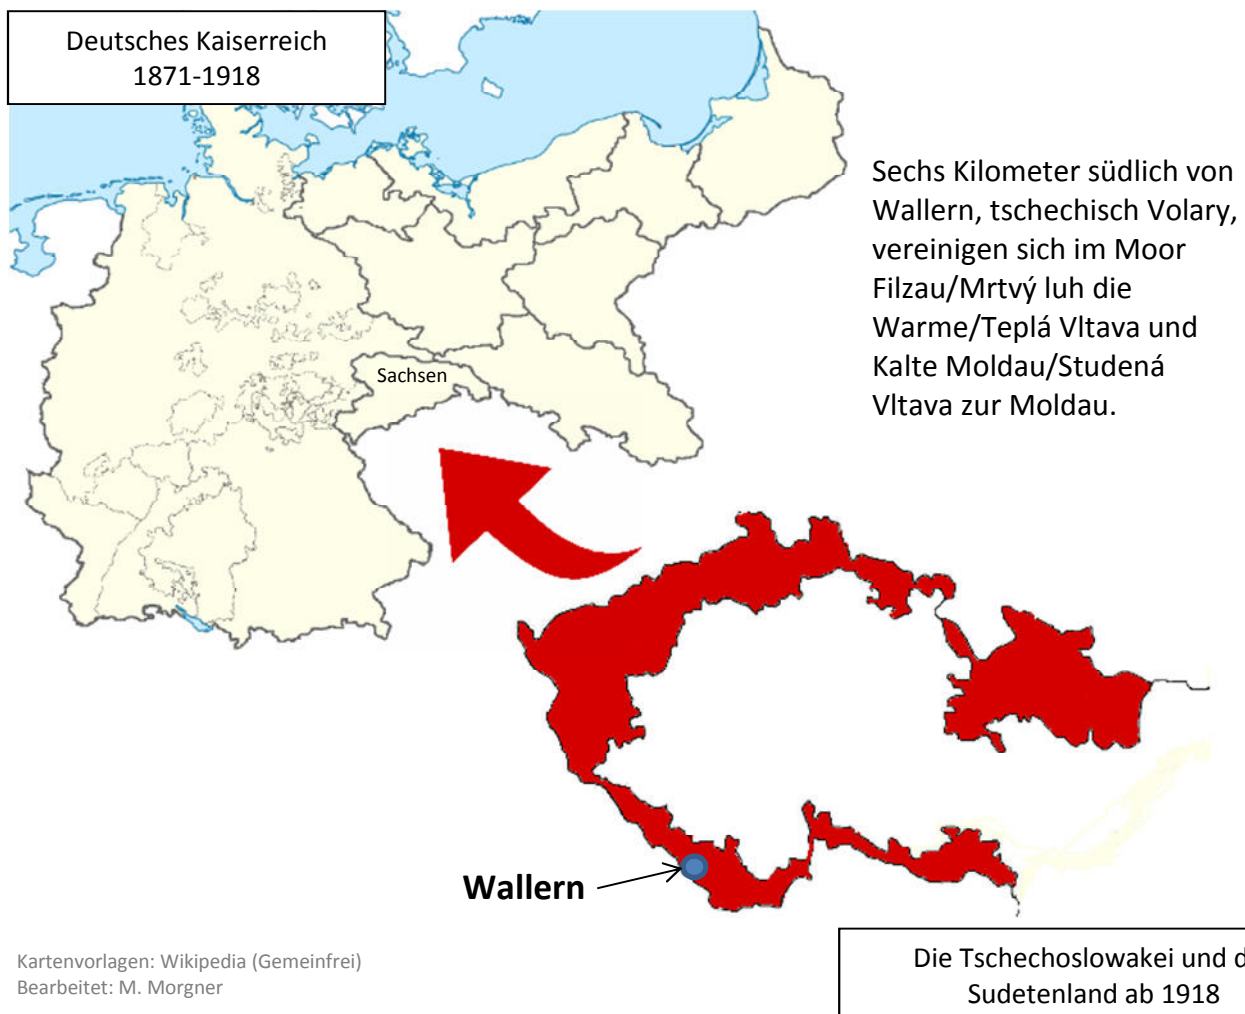 Deutsches Kaiserreich
1871-1918
Sechs Kilometer südlich von
Wallern, tschechisch Volary,
vereinigen sich im Moor
Filzau/Mrtvý luh die
Warme/Teplá Vltava und
Kalte Moldau/Studená
Vltava zur Moldau.
Sachsen
Wallern
Kartenvorlagen: Wikipedia (Gemeinfrei)
Bearbeitet: M. Morgner
Die Tschechoslowakei und
Sudetenland ab 1918